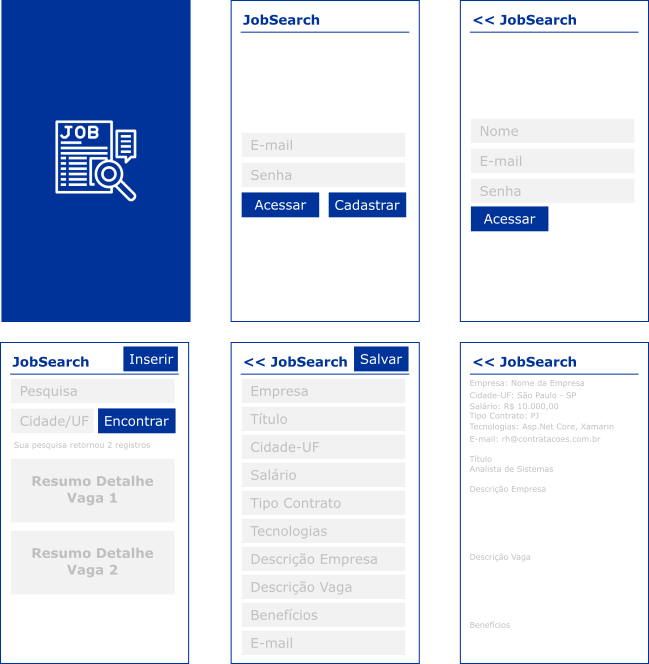 JOB
JobSearch
E-mail
Senha
Acessar
Cadastrar
<< JobSearch
Nome
E-mail
Senha
Acessar
JobSearch
Inserir
Pesquisa
Cidade/UF
Encontrar
Sua pesquisa retornou 2 registros
Resumo Detalhe
Vaga 1
Resumo Detalhe
Vaga 2
<< JobSearch
Salvar
Empresa
Título
Cidade-UF
Salário
Tipo Contrato
Tecnologias
Descrição Empresa
Descrição Vaga
Benefícios
E-mail
<< JobSearch
Empresa: Nome da Empresa
Cidade-UF: São Paulo - SP
Salário: R$ 10.000,00
Tipo Contrato: PJ
Tecnologias: Asp.Net Core, Xamarin
E-mail: rh@contratacoes.com.br
Título
Analista de Sistemas
Descrição Empresa
Descrição Vaga
Benefícios